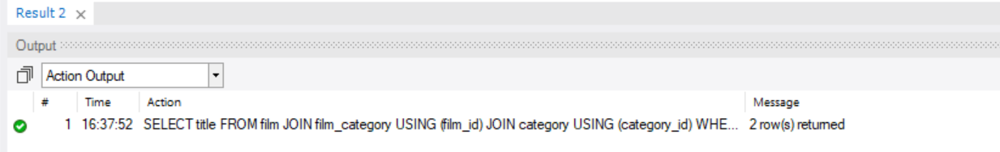 Result 2 ×
Output
Action Output
# Time Action Message
1 16:37:52 SELECT title FROM film JOIN film_category USING (film_id) JOIN category USING (category_id) WHE... 2 row(s) returned